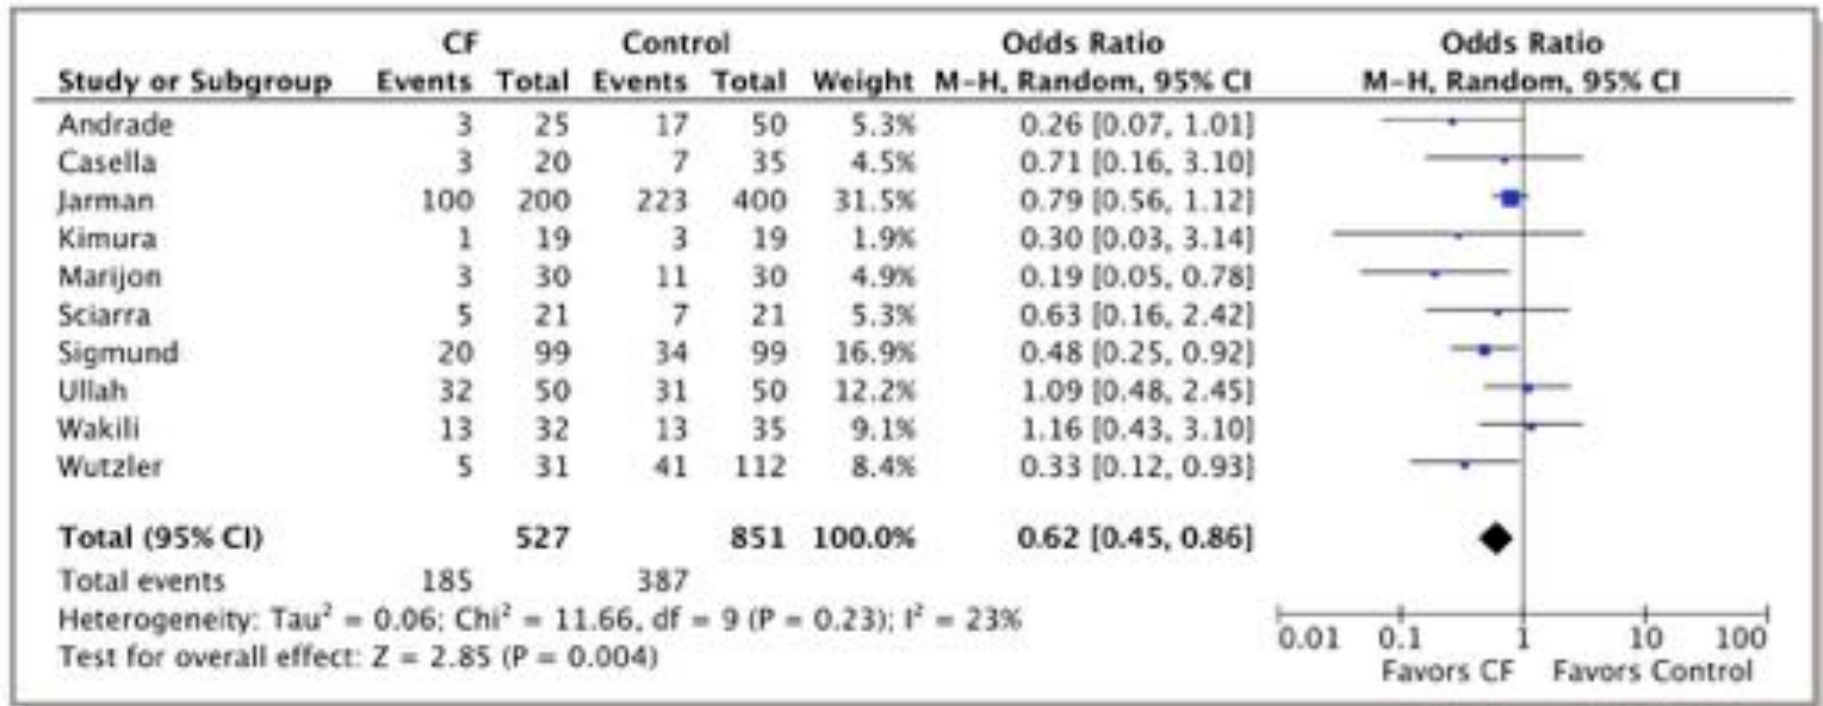 CF Control Odds Ratio Odds Ratio
Study or Subgroup Events Total Events Total Weight M-H, Random, 95% CI M-H, Random, 95% CI
Andrade 3 25 17 50 5.3% 0.26 [0.07, 1.01]
Casella 3 20 7 35 4.5% 0.71 [0.16, 3.10]
Jarman 100 200 223 400 31.5% 0.79 [0.56, 1.12]
Kimura 1 19 3 19 1.9% 0.30 [0.03, 3.14]
Marijon 3 30 11 30 4.9% 0.19 [0.05, 0.78]
Sciarra 5 21 7 21 5.3% 0.63 [0.16, 2.42]
Sigmund 20 99 34 99 16.9% 0.48 [0.25, 0.92]
Ullah 32 50 31 50 12.2% 1.09 [0.48, 2.45]
Wakili 13 32 13 35 9.1% 1.16 [0.43, 3.10]
Wutzler 5 31 41 112 8.4% 0.33 [0.12, 0.93]
Total (95% CI) 527 851 100.0% 0.62 [0.45, 0.86]
Total events 185 387
Heterogeneity: Tau² = 0.06; Chi² = 11.66, df = 9 (P = 0.23); I² = 23%
Test for overall effect: Z = 2.85 (P = 0.004)
0.01 0.1 1 10 100
Favors CF Favors Control